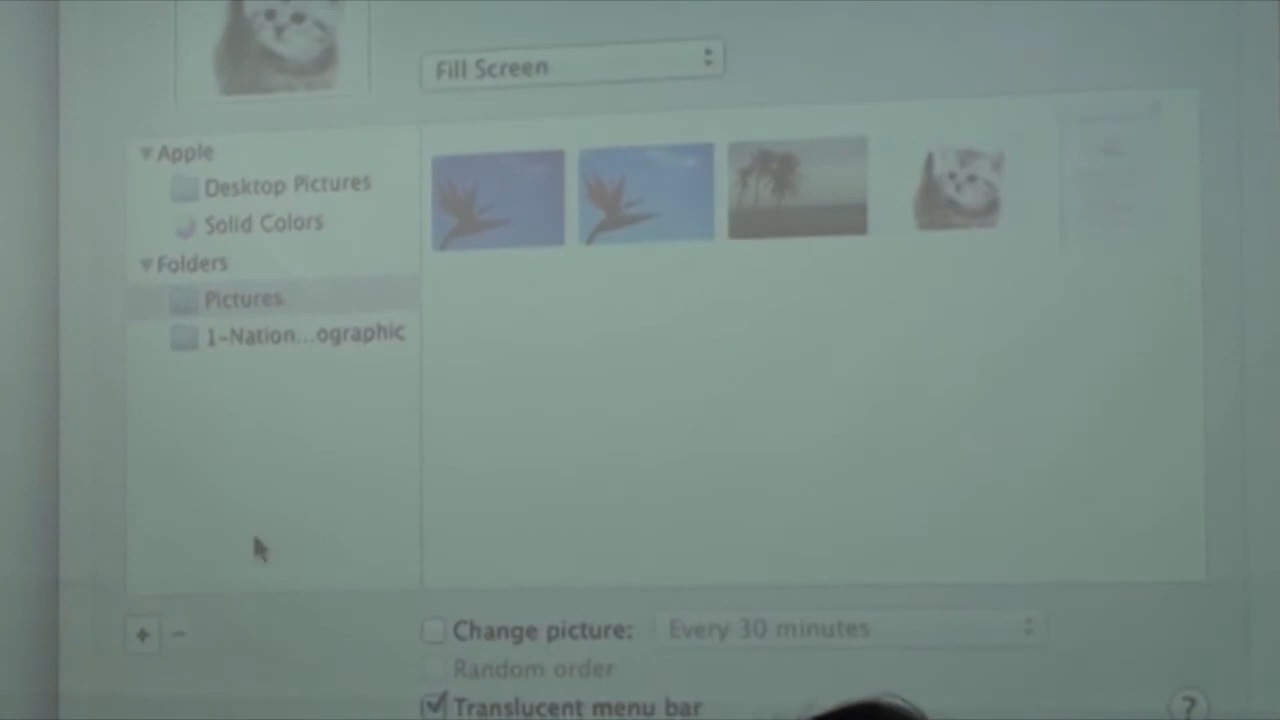 Fill Screen
Apple
Desktop Pictures
Solid Colors
Folders
Pictures
1-Nation...ographic
+ -
Change picture: Every 30 minutes
Random order
Translucent menu bar
?